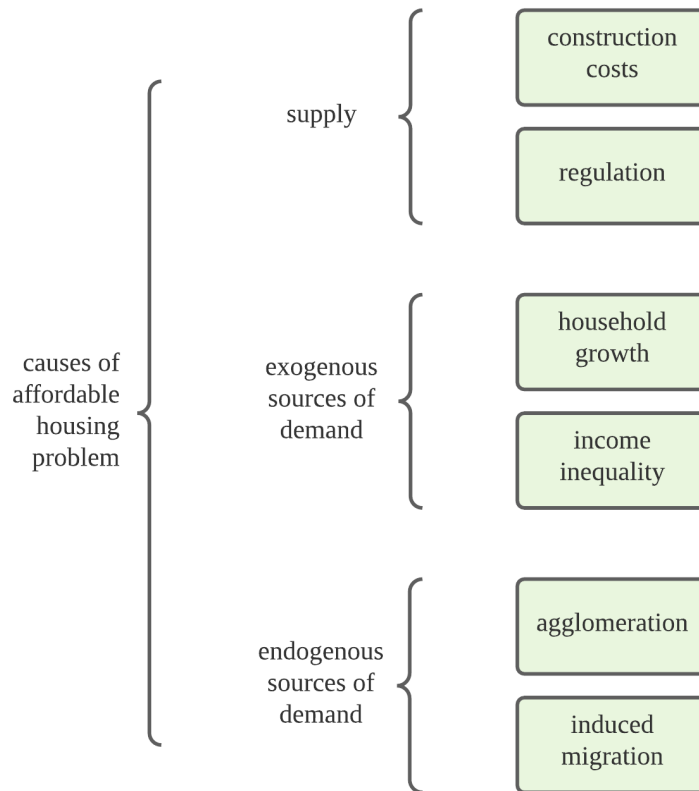 causes of
affordable
housing
problem
supply
construction
costs
regulation
exogenous
sources of
demand
household
growth
income
inequality
endogenous
sources of
demand
agglomeration
induced
migration